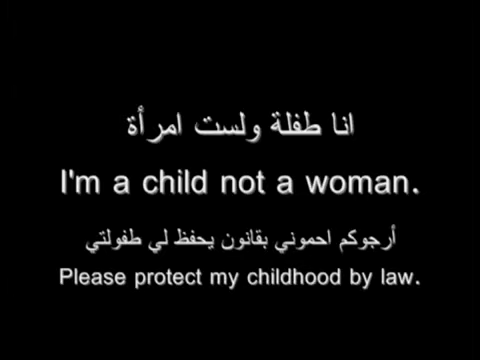 انا طفلة ولست امرأة
I'm a child not a woman.
أرجوكم احموني بقانون يحفظ لي طفولتي
Please protect my childhood by law.